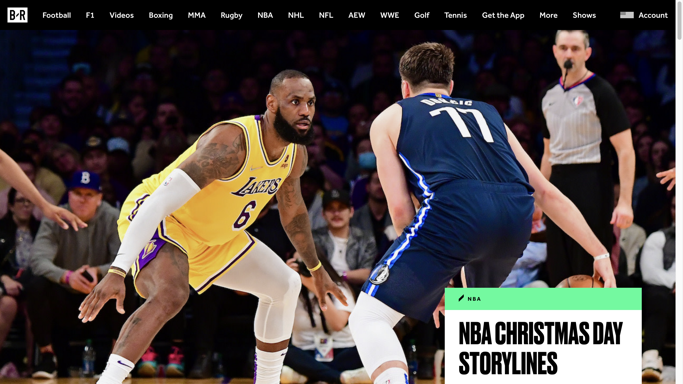 B/R Football F1 Videos Boxing MMA Rugby NBA NHL NFL AEW WWE Golf Tennis Get the App More Shows Account
LAKERS
6
77
B
NBA
NBA CHRISTMAS DAY
STORYLINES